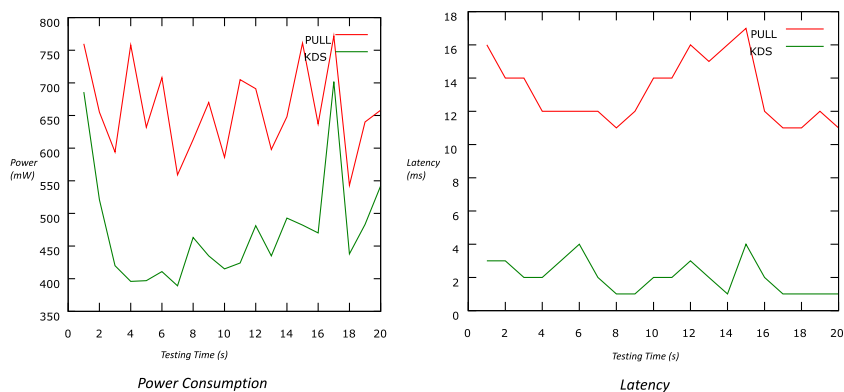 800
750
700
650
600
550
500
450
400
350
Power
(mW)
PULL
KDS
0 2 4 6 8 10 12 14 16 18 20
Testing Time (s)
Power Consumption
18
16
14
12
10
8
6
4
2
0
Latency
(ms)
PULL
KDS
0 2 4 6 8 10 12 14 16 18 20
Testing Time (s)
Latency